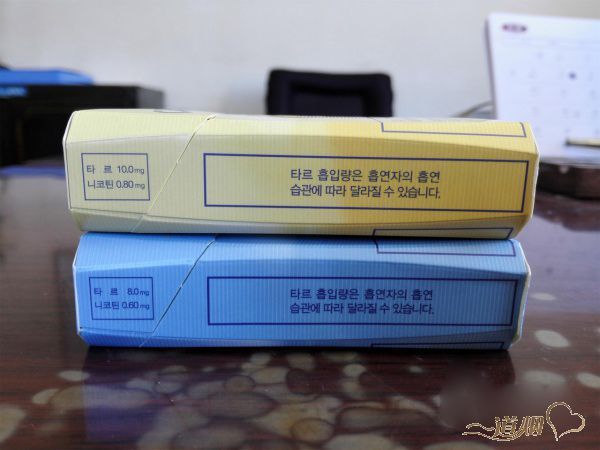 타 르 10.0mg
니코틴 0.80mg
타르 흡입량은 흡연자의 흡연
습관에 따라 달라질 수 있습니다.
타 르 8.0mg
니코틴 0.60mg
타르 흡입량은 흡연자의 흡연
습관에 따라 달라질 수 있습니다.